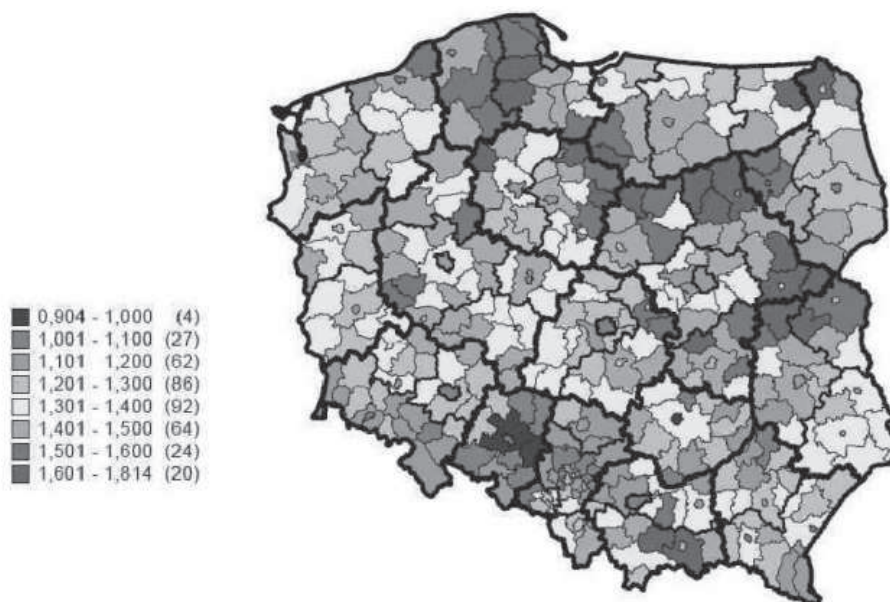 0,904 - 1,000 (4)
1,001 - 1,100 (27)
1,101 1,200 (62)
1,201 - 1,300 (86)
1,301 - 1,400 (92)
1,401 - 1,500 (64)
1,501 - 1,600 (24)
1,601 - 1,814 (20)